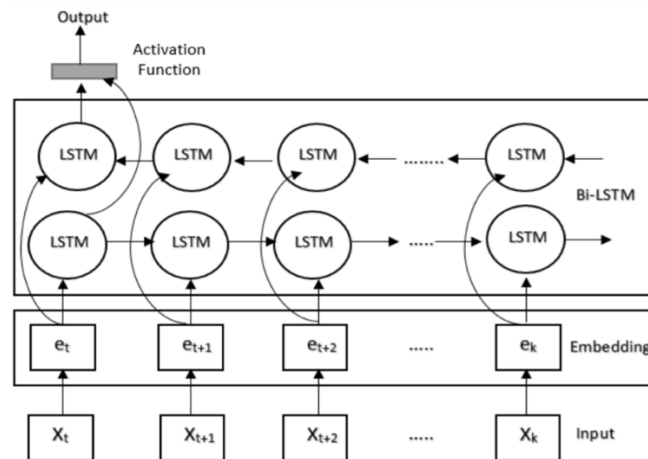 Output
Activation
Function
LSTM LSTM LSTM ........ LSTM
Bi-LSTM
LSTM LSTM LSTM ..... LSTM
et et+1 et+2 ..... ek Embedding
Xt Xt+1 Xt+2 ..... Xk Input